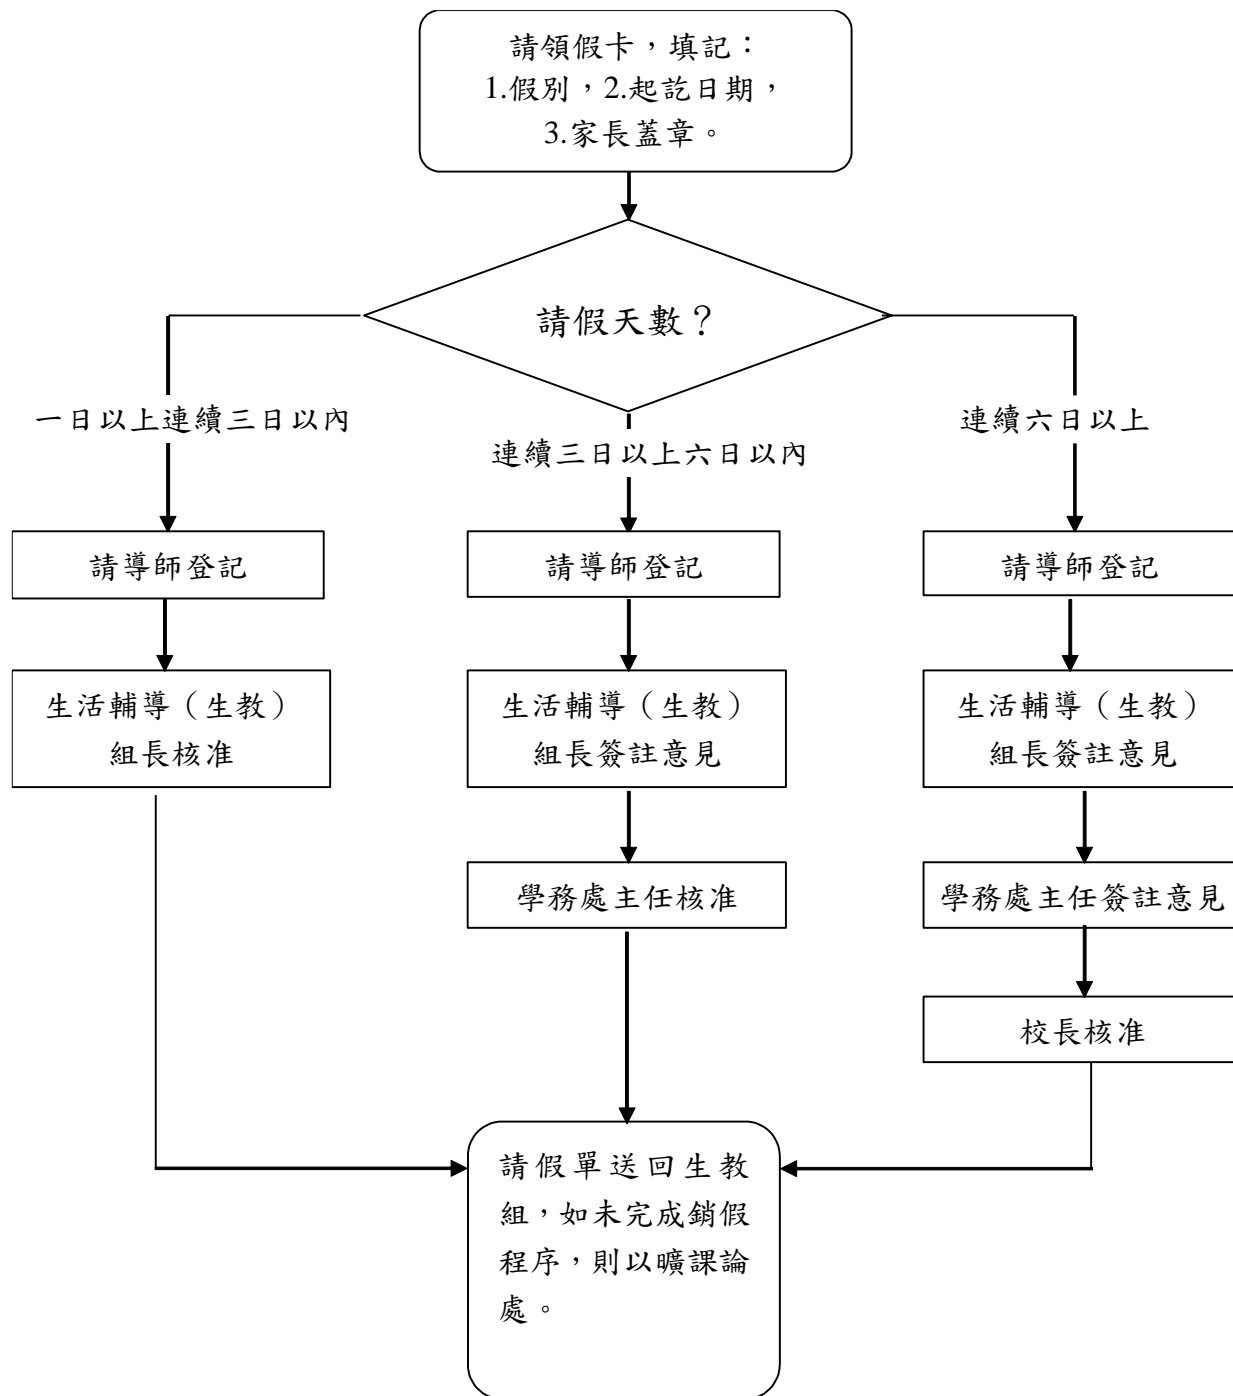 請領假卡，填記：
1.假別，2.起訖日期，
3.家長蓋章。
請假天數？
一日以上連續三日以內
連續三日以上六日以內
連續六日以上
請導師登記
請導師登記
請導師登記
生活輔導（生教）
組長核准
生活輔導（生教）
組長簽註意見
生活輔導（生教）
組長簽註意見
學務處主任核准
學務處主任簽註意見
校長核准
請假單送回生教
組，如未完成銷假
程序，則以曠課論
處。